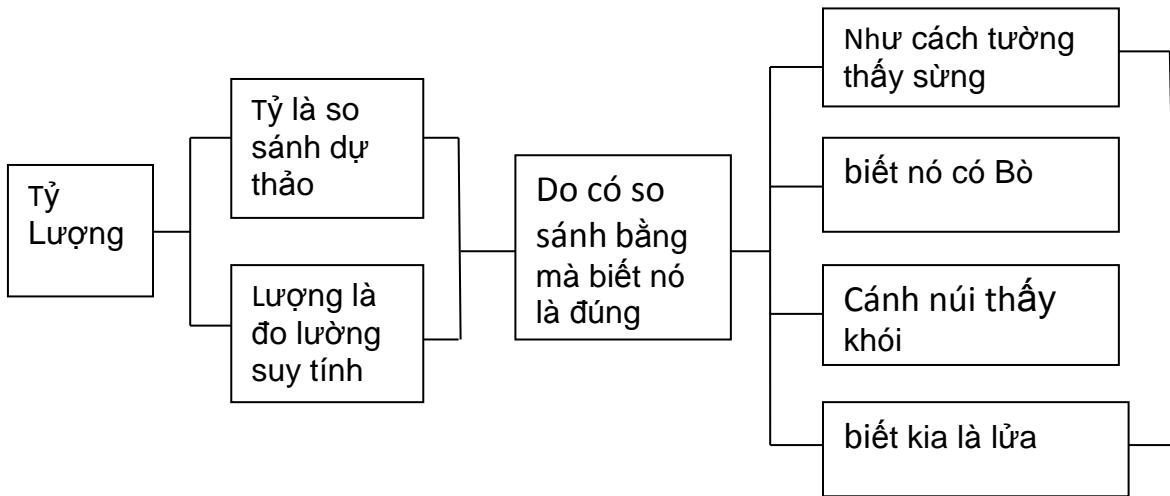 Tỷ
Lượng
Tỷ là so
sánh dự
thảo
Lượng là
đo lường
suy tính
Do có so
sánh bằng
mà biết nó
là đúng
Như cách tường
thấy sừng
biết nó có Bò
Cánh núi thấy
khói
biết kia là lửa